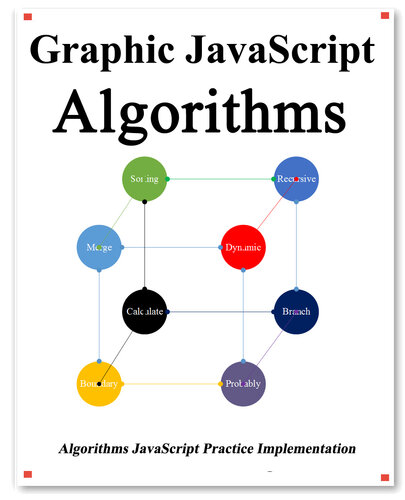 Graphic JavaScript
Algorithms
Sorting Recursive
Merge Dynamic
Calculate Branch
Boundary Probably
Algorithms JavaScript Practice Implementation